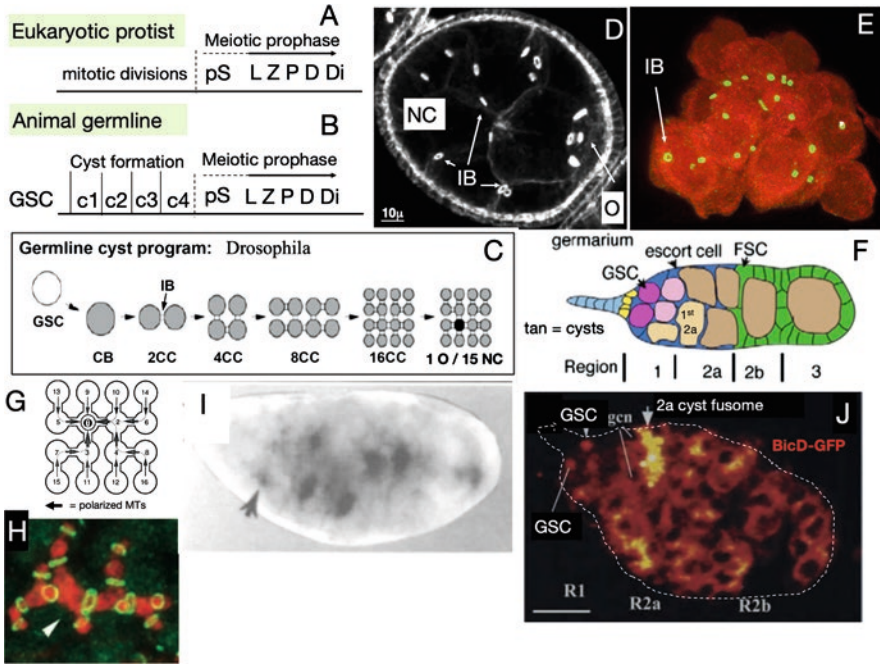 A
Eukaryotic protist
Meiotic prophase
mitotic divisions
pS L Z P D Di
B
Animal germline
Cyst formation
Meiotic prophase
GSC
c1 c2 c3 c4
pS L Z P D Di
D
NC
IB
O
10µ
E
IB
C
Germline cyst program: Drosophila
IB
GSC
CB
2CC
4CC
8CC
16CC
1 O / 15 NC
F
germarium
escort cell
FSC
GSC
1st
2a
tan = cysts
Region
1
2a
2b
3
G
13 9 10 14
5 1 2 6
7 3 4 8
15 11 12 16
= polarized MTs
H
I
J
GSC
gcn
2a cyst fusome
BicD-GFP
GSC
R1
R2a
R2b